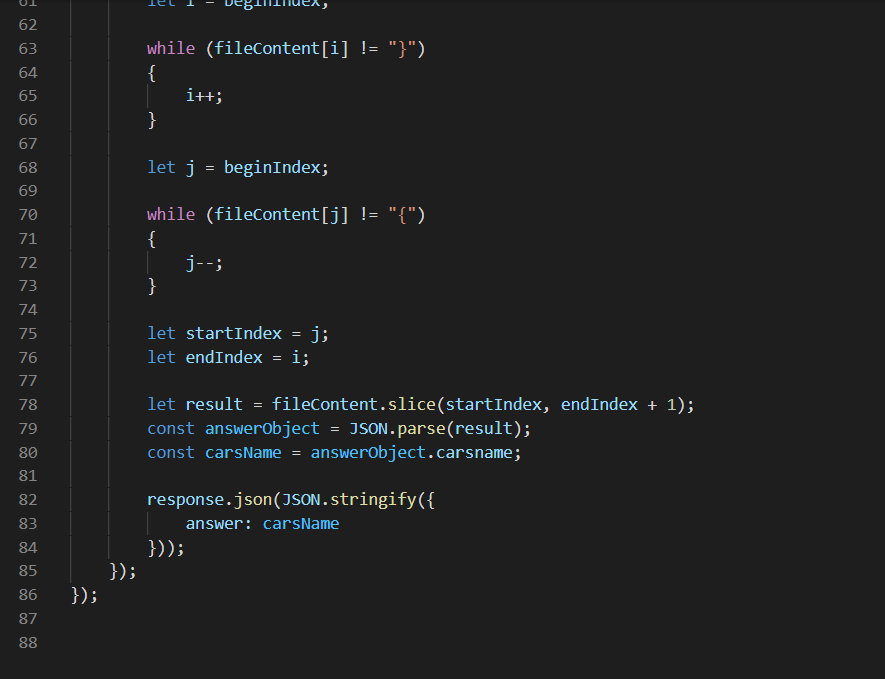 61 let i = beginIndex;
62
63 while (fileContent[i] != "}")
64 {
65 i++;
66 }
67
68 let j = beginIndex;
69
70 while (fileContent[j] != "{")
71 {
72 j--;
73 }
74
75 let startIndex = j;
76 let endIndex = i;
77
78 let result = fileContent.slice(startIndex, endIndex + 1);
79 const answerObject = JSON.parse(result);
80 const carsName = answerObject.carsname;
81
82 response.json(JSON.stringify({
83 answer: carsName
84 }));
85 });
86 });
87
88